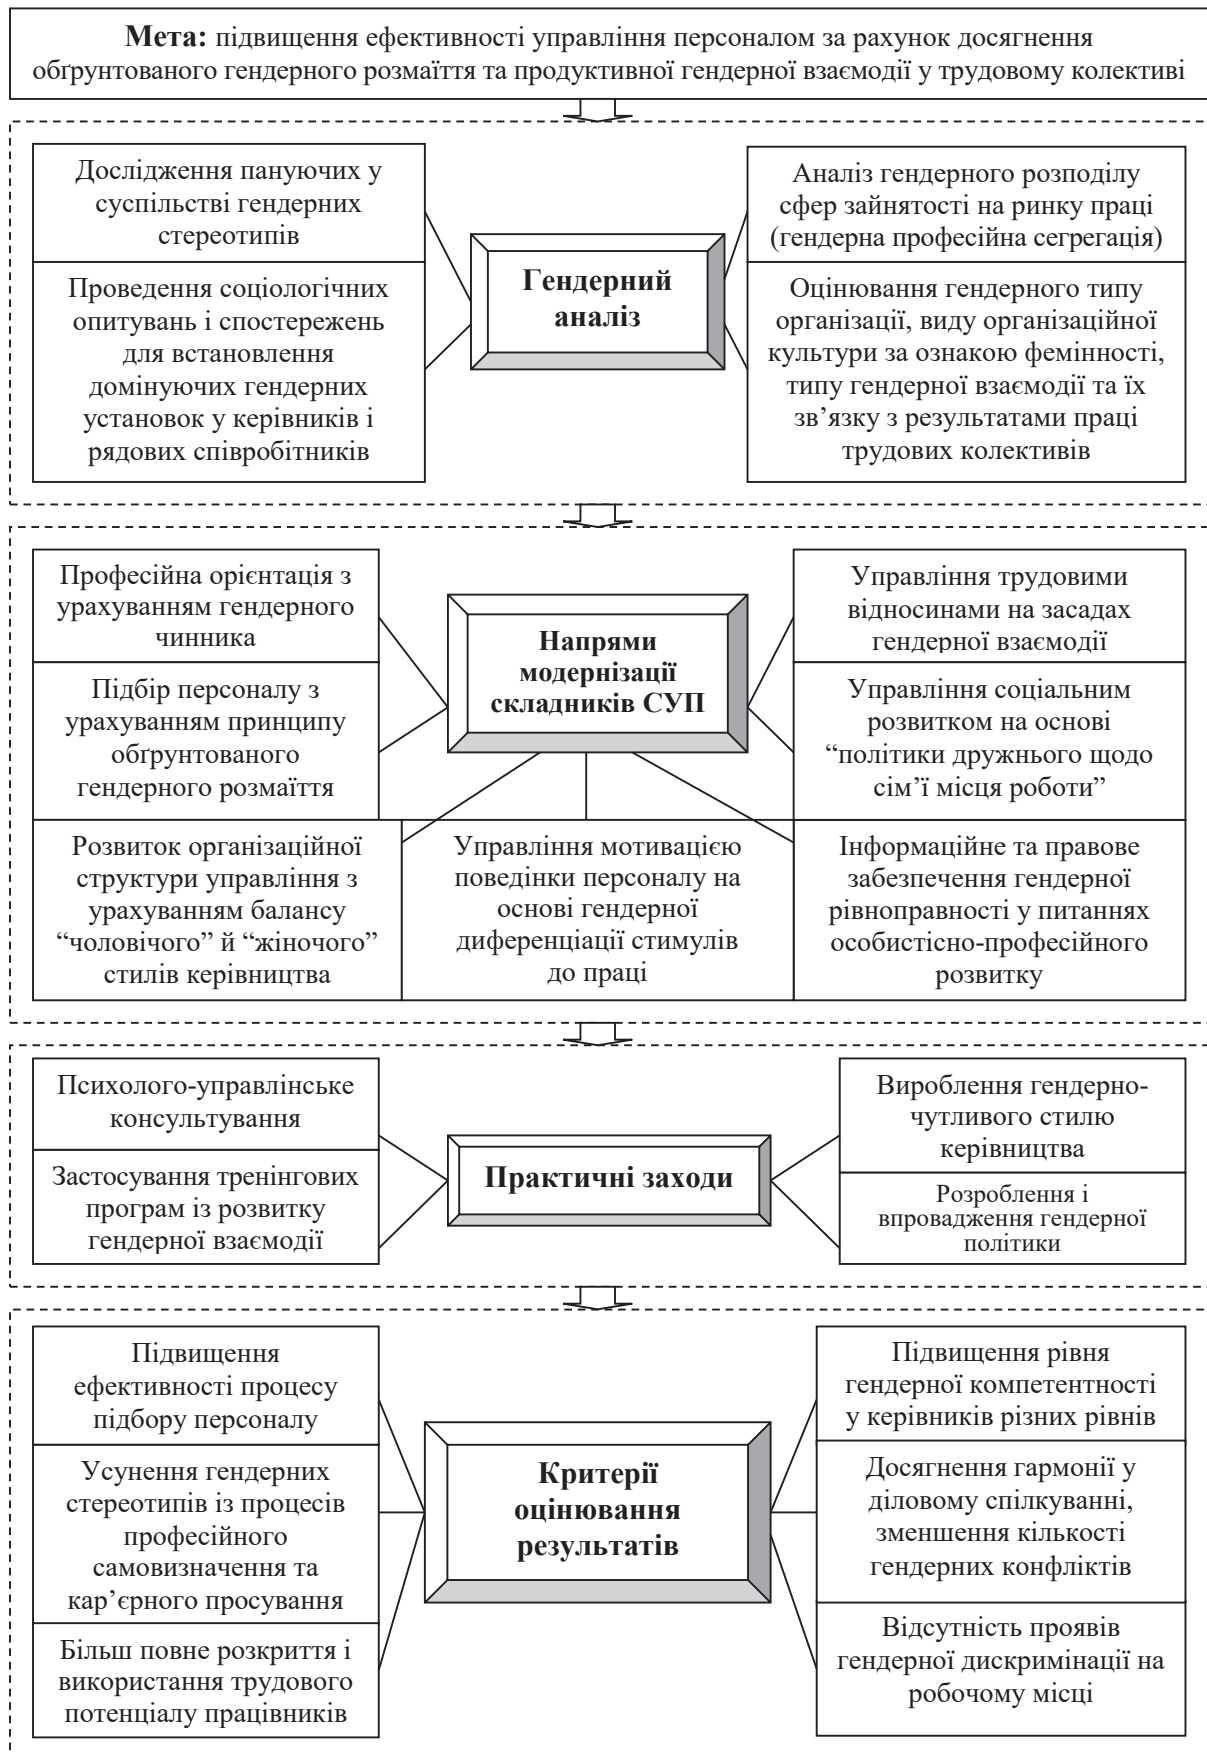 Мета: підвищення ефективності управління персоналом за рахунок досягнення
обґрунтованого гендерного розмаїття та продуктивної гендерної взаємодії у трудовому колективі
Дослідження пануючих у
суспільстві гендерних
стереотипів
Проведення соціологічних
опитувань і спостережень
для встановлення
домінуючих гендерних
установок у керівників і
рядових співробітників
Гендерний
аналіз
Аналіз гендерного розподілу
сфер зайнятості на ринку праці
(гендерна професійна сегрегація)
Оцінювання гендерного типу
організації, виду організаційної
культури за ознакою фемінності,
типу гендерної взаємодії та їх
зв’язку з результатами праці
трудових колективів
Професійна орієнтація з
урахуванням гендерного
чинника
Підбір персоналу з
урахуванням принципу
обґрунтованого
гендерного розмаїття
Напрями
модернізації
складників СУП
Управління трудовими
відносинами на засадах
гендерної взаємодії
Управління соціальним
розвитком на основі
“політики дружнього щодо
сім’ї місця роботи”
Розвиток організаційної
структури управління з
урахуванням балансу
“чоловічого” й “жіночого”
стилів керівництва
Управління мотивацією
поведінки персоналу на
основі гендерної
диференціації стимулів
до праці
Інформаційне та правове
забезпечення гендерної
рівноправності у питаннях
особистісно-професійного
розвитку
Психолого-управлінське
консультування
Застосування тренінгових
програм із розвитку
гендерної взаємодії
Практичні заходи
Вироблення гендерно-
чутливого стилю
керівництва
Розроблення і
впровадження гендерної
політики
Підвищення
ефективності процесу
підбору персоналу
Усунення гендерних
стереотипів із процесів
професійного
самовизначення та
кар’єрного просування
Більш повне розкриття і
використання трудового
потенціалу працівників
Критерії
оцінювання
результатів
Підвищення рівня
гендерної компетентності
у керівників різних рівнів
Досягнення гармонії у
діловому спілкуванні,
зменшення кількості
гендерних конфліктів
Відсутність проявів
гендерної дискримінації на
робочому місці